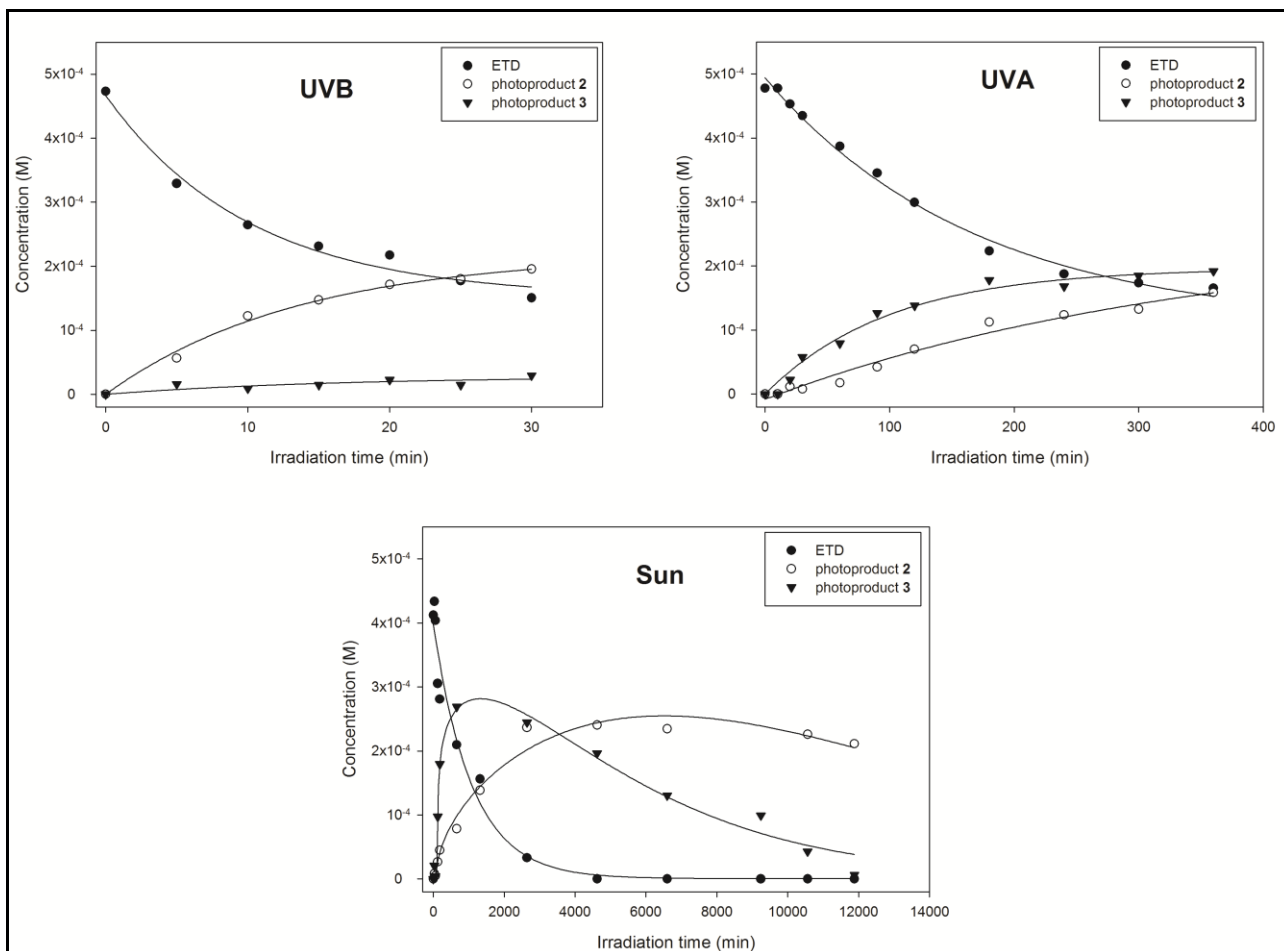 UVB
ETD
photoproduct 2
photoproduct 3
Concentration (M)
5x10-4
4x10-4
3x10-4
2x10-4
10-4
0
0 10 20 30
Irradiation time (min)
UVA
ETD
photoproduct 2
photoproduct 3
Concentration (M)
5x10-4
4x10-4
3x10-4
2x10-4
10-4
0
0 100 200 300 400
Irradiation time (min)
Sun
ETD
photoproduct 2
photoproduct 3
Concentration (M)
5x10-4
4x10-4
3x10-4
2x10-4
10-4
0
0 2000 4000 6000 8000 10000 12000 14000
Irradiation time (min)